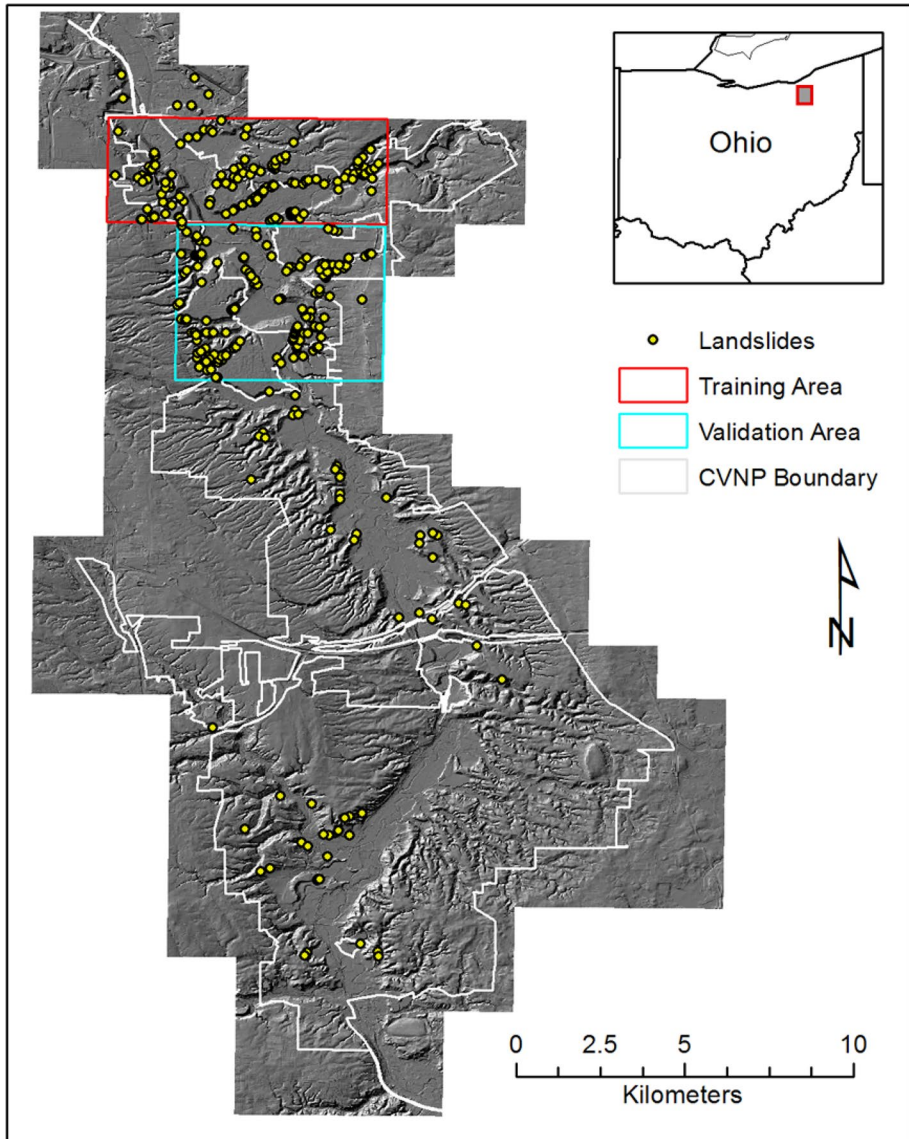 Ohio
Landslides
Training Area
Validation Area
CVNP Boundary
N
0 2.5 5 10
Kilometers